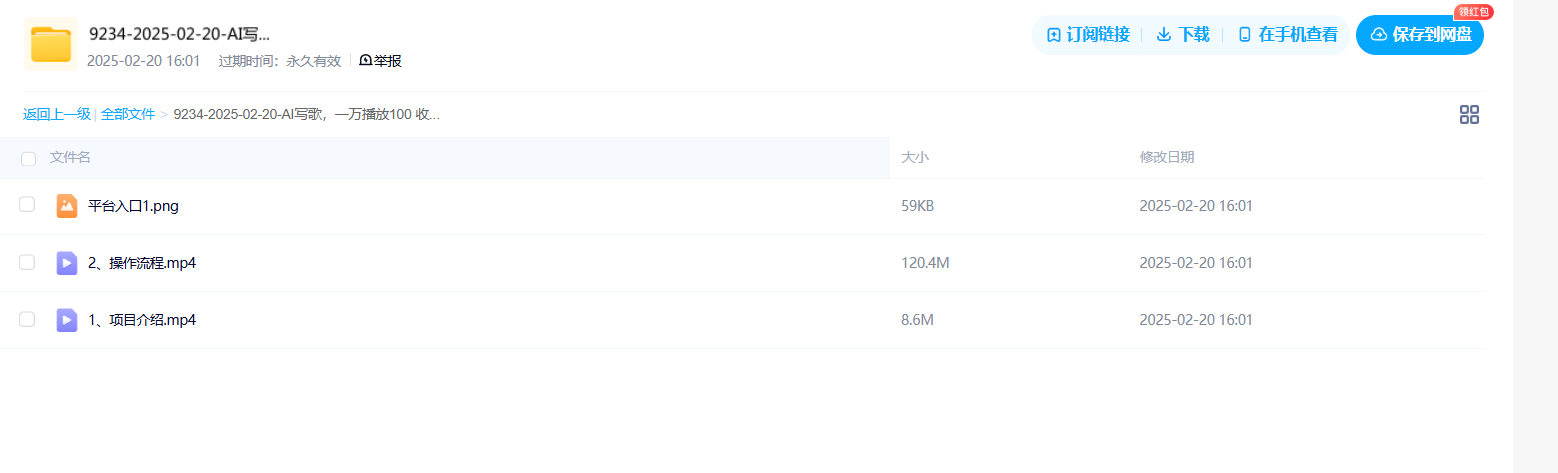 领红包
9234-2025-02-20-AI写... 订阅链接 下载 在手机查看 保存到网盘
2025-02-20 16:01 过期时间：永久有效 举报
返回上一级 | 全部文件 > 9234-2025-02-20-AI写歌，一万播放100 收...
文件名 大小 修改日期
平台入口1.png 59KB 2025-02-20 16:01
2、操作流程.mp4 120.4M 2025-02-20 16:01
1、项目介绍.mp4 8.6M 2025-02-20 16:01